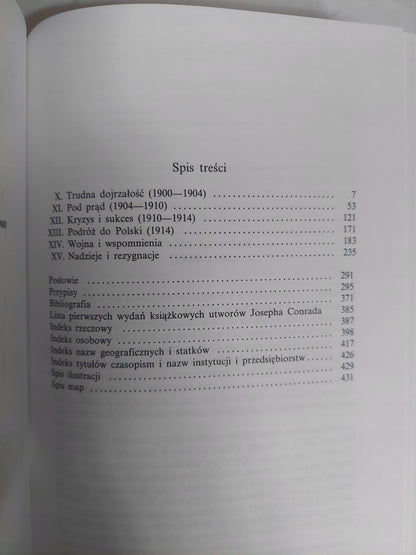 Spis treści
X. Trudna dojrzałość (1900—1904) 7
XI. Pod prąd (1904—1910) 53
XII. Kryzys i sukces (1910—1914) 121
XIII. Podróż do Polski (1914) 171
XIV. Wojna i wspomnienia 183
XV. Nadzieje i rezygnacje 235
Posłowie 291
Przypisy 295
Bibliografia 371
Lista pierwszych wydań książkowych utworów Josepha Conrada 385
Indeks rzeczowy 387
Indeks osobowy 398
Indeks nazw geograficznych i statków 417
Indeks tytułów czasopism i nazw instytucji i przedsiębiorstw 426
Spis ilustracji 429
Spis map 431